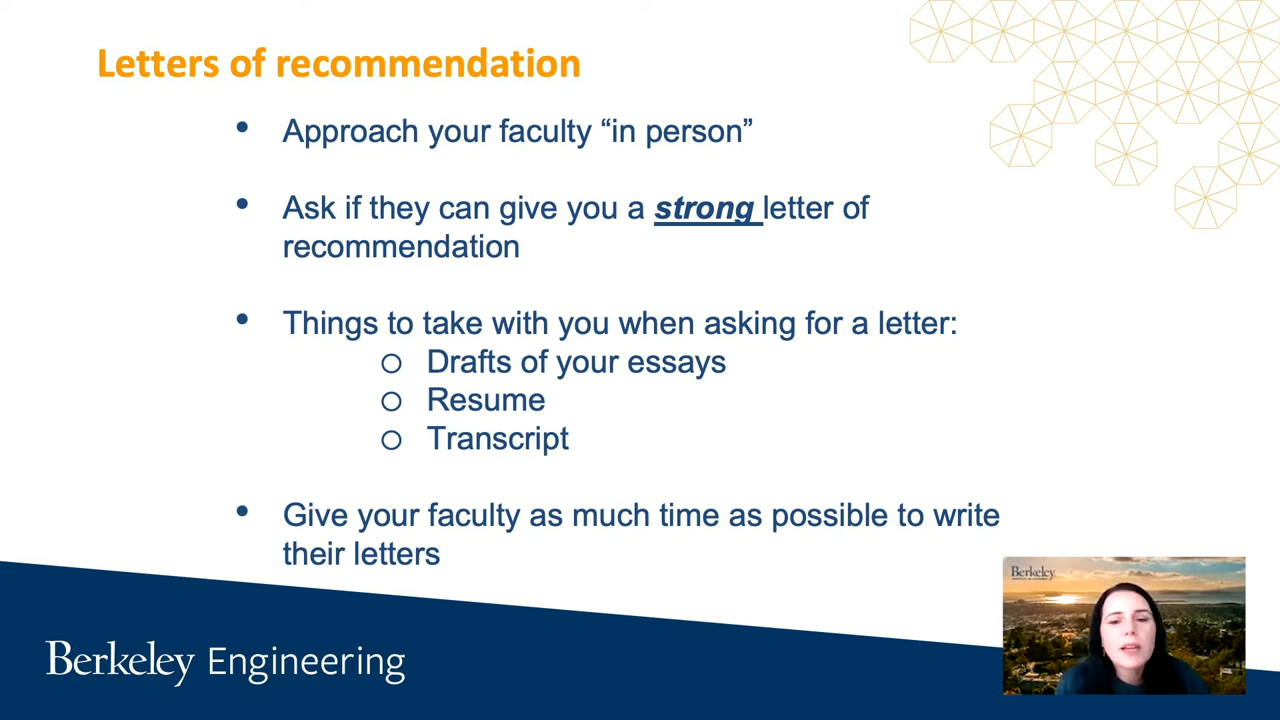 Letters of recommendation
• Approach your faculty “in person”
• Ask if they can give you a strong letter of
recommendation
• Things to take with you when asking for a letter:
○ Drafts of your essays
○ Resume
○ Transcript
• Give your faculty as much time as possible to write
their letters
Berkeley
Berkeley Engineering